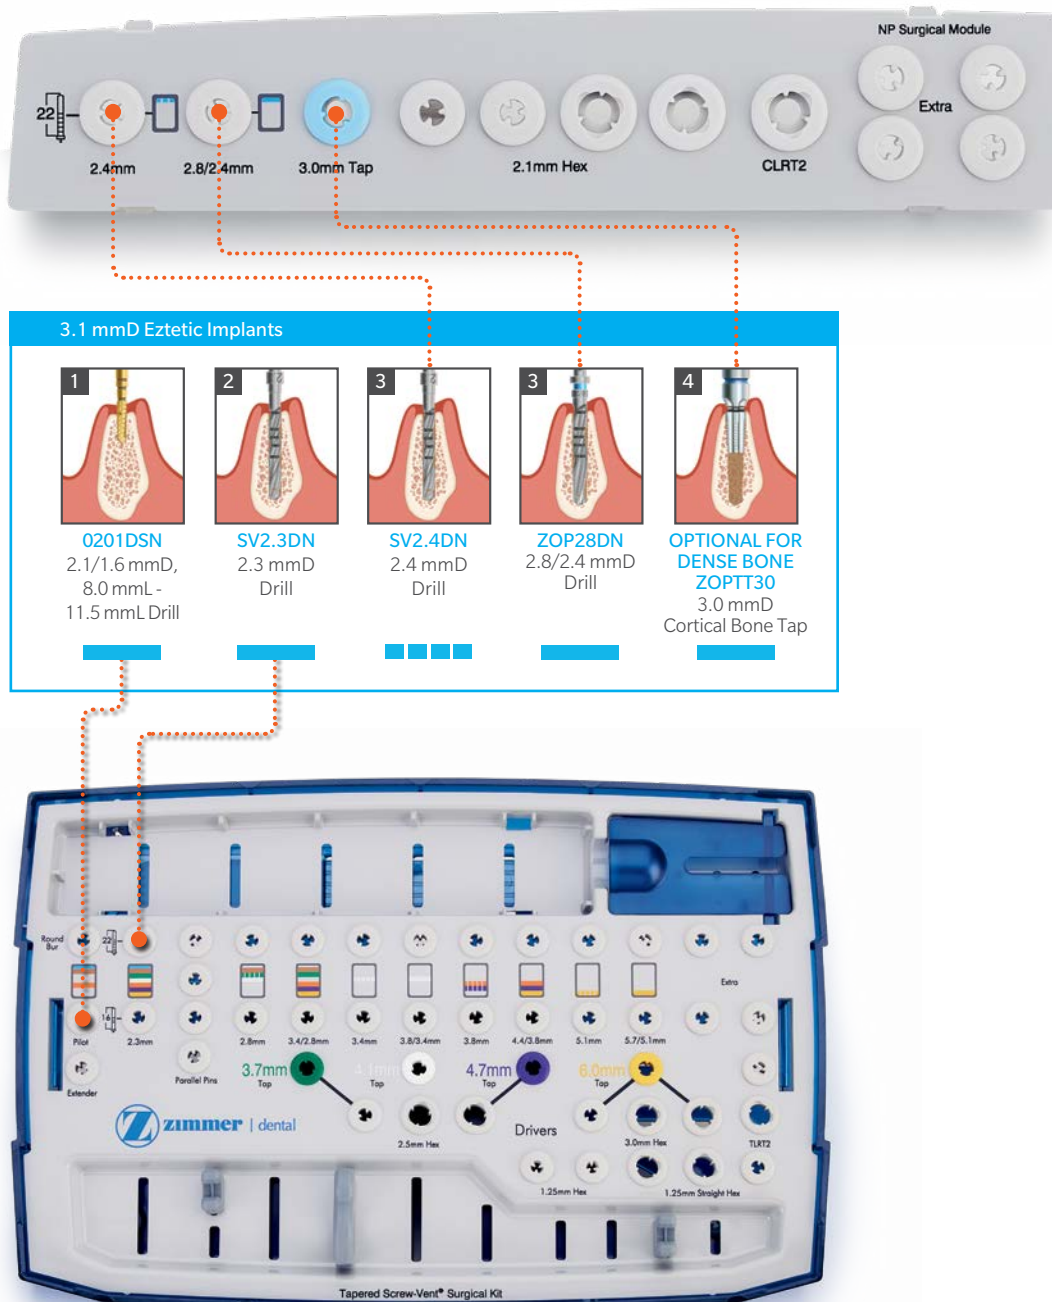 NP Surgical Module
22
Extra
2.4mm
2.8/2.4mm
3.0mm Tap
2.1mm Hex
CLRT2
3.1 mmD Eztetic Implants
1
2
3
3
4
0201DSN
2.1/1.6 mmD,
8.0 mmL -
11.5 mmL Drill
SV2.3DN
2.3 mmD
Drill
SV2.4DN
2.4 mmD
Drill
ZOP28DN
2.8/2.4 mmD
Drill
OPTIONAL FOR
DENSE BONE
ZOPTT30
3.0 mmD
Cortical Bone Tap
Round
Bur
22
Extra
16
Pilot
2.3mm
2.8mm
3.4/2.8mm
3.4mm
3.8/3.4mm
3.8mm
4.4/3.8mm
5.1mm
5.7/5.1mm
Extender
Parallel Pins
3.7mm
Tap
4.1mm
Tap
4.7mm
Tap
6.0mm
Tap
zimmer | dental
2.5mm Hex
Drivers
3.0mm Hex
TLRT2
1.25mm Hex
1.25mm Straight Hex
Tapered Screw-Vent® Surgical Kit